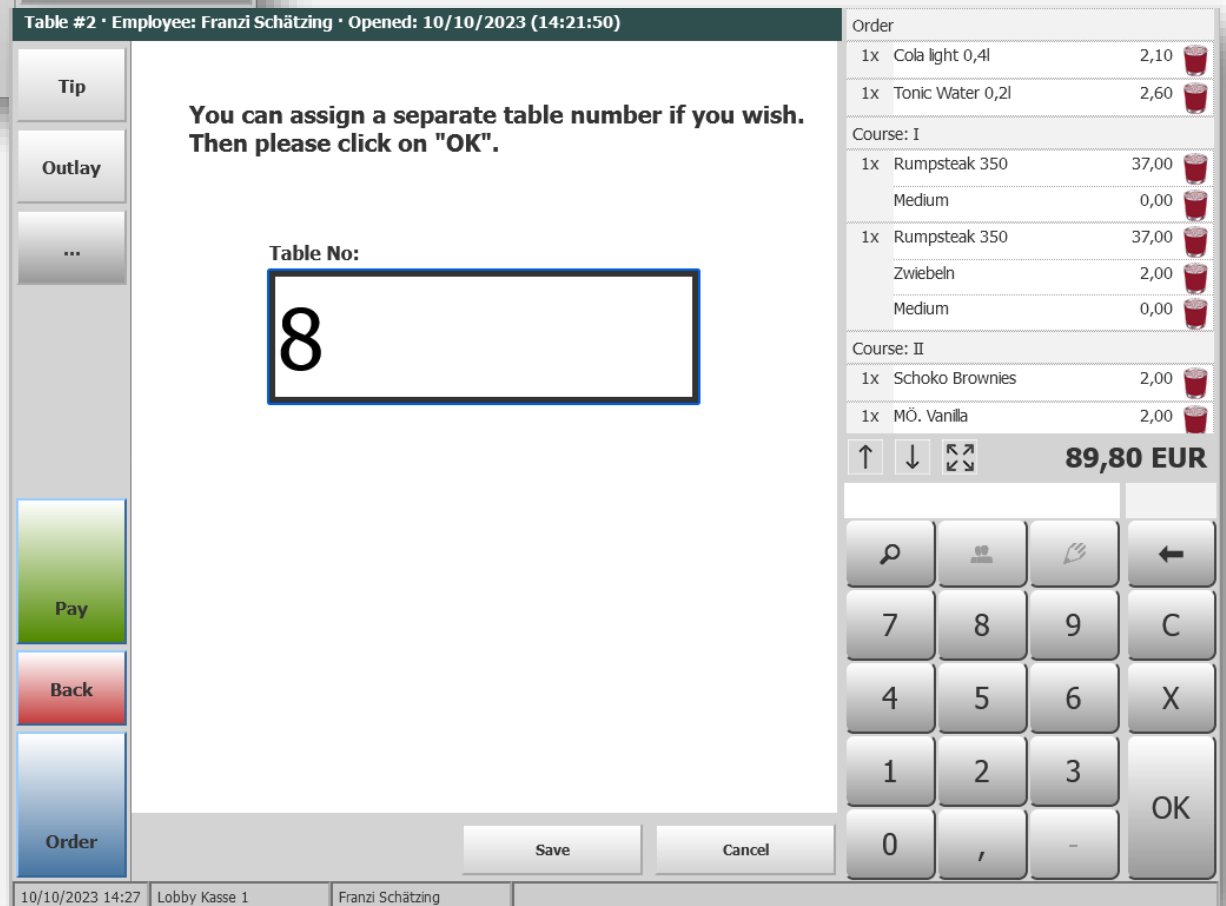 Table #2 · Employee: Franzi Schätzing · Opened: 10/10/2023 (14:21:50)
Tip
Outlay
...
Pay
Back
Order
You can assign a separate table number if you wish.
Then please click on "OK".
Table No:
8
Save
Cancel
Order
1x Cola light 0,4l 2,10
1x Tonic Water 0,2l 2,60
Course: I
1x Rumpsteak 350 37,00
Medium 0,00
1x Rumpsteak 350 37,00
Zwiebeln 2,00
Medium 0,00
Course: II
1x Schoko Brownies 2,00
1x MÖ. Vanilla 2,00
89,80 EUR
7 8 9 C
4 5 6 X
1 2 3
OK
0 , -
10/10/2023 14:27 Lobby Kasse 1 Franzi Schätzing